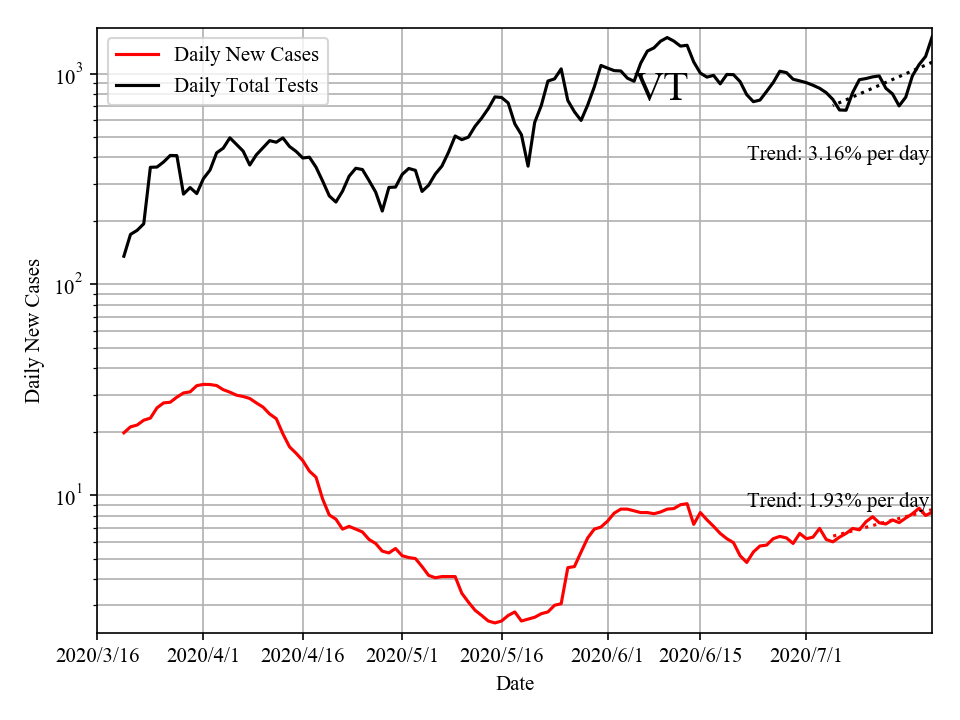 Daily New Cases
Daily Total Tests
VT
Trend: 3.16% per day
Trend: 1.93% per day
10³
10²
10¹
Daily New Cases
2020/3/16 2020/4/1 2020/4/16 2020/5/1 2020/5/16 2020/6/1 2020/6/15 2020/7/1
Date